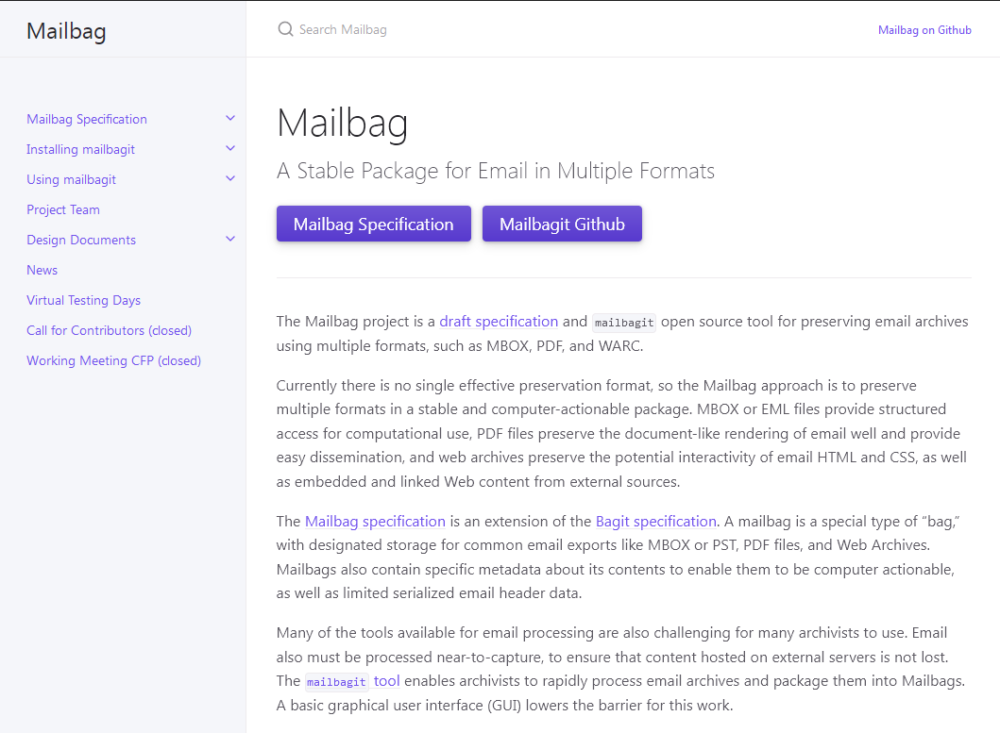 Mailbag
Search Mailbag
Mailbag on Github
Mailbag Specification
Installing mailbagit
Using mailbagit
Project Team
Design Documents
News
Virtual Testing Days
Call for Contributors (closed)
Working Meeting CFP (closed)
Mailbag
A Stable Package for Email in Multiple Formats
Mailbag Specification
Mailbagit Github
The Mailbag project is a draft specification and mailbagit open source tool for preserving email archives
using multiple formats, such as MBOX, PDF, and WARC.
Currently there is no single effective preservation format, so the Mailbag approach is to preserve
multiple formats in a stable and computer-actionable package. MBOX or EML files provide structured
access for computational use, PDF files preserve the document-like rendering of email well and provide
easy dissemination, and web archives preserve the potential interactivity of email HTML and CSS, as well
as embedded and linked Web content from external sources.
The Mailbag specification is an extension of the Bagit specification. A mailbag is a special type of “bag,”
with designated storage for common email exports like MBOX or PST, PDF files, and Web Archives.
Mailbags also contain specific metadata about its contents to enable them to be computer actionable,
as well as limited serialized email header data.
Many of the tools available for email processing are also challenging for many archivists to use. Email
also must be processed near-to-capture, to ensure that content hosted on external servers is not lost.
The mailbagit tool enables archivists to rapidly process email archives and package them into Mailbags.
A basic graphical user interface (GUI) lowers the barrier for this work.